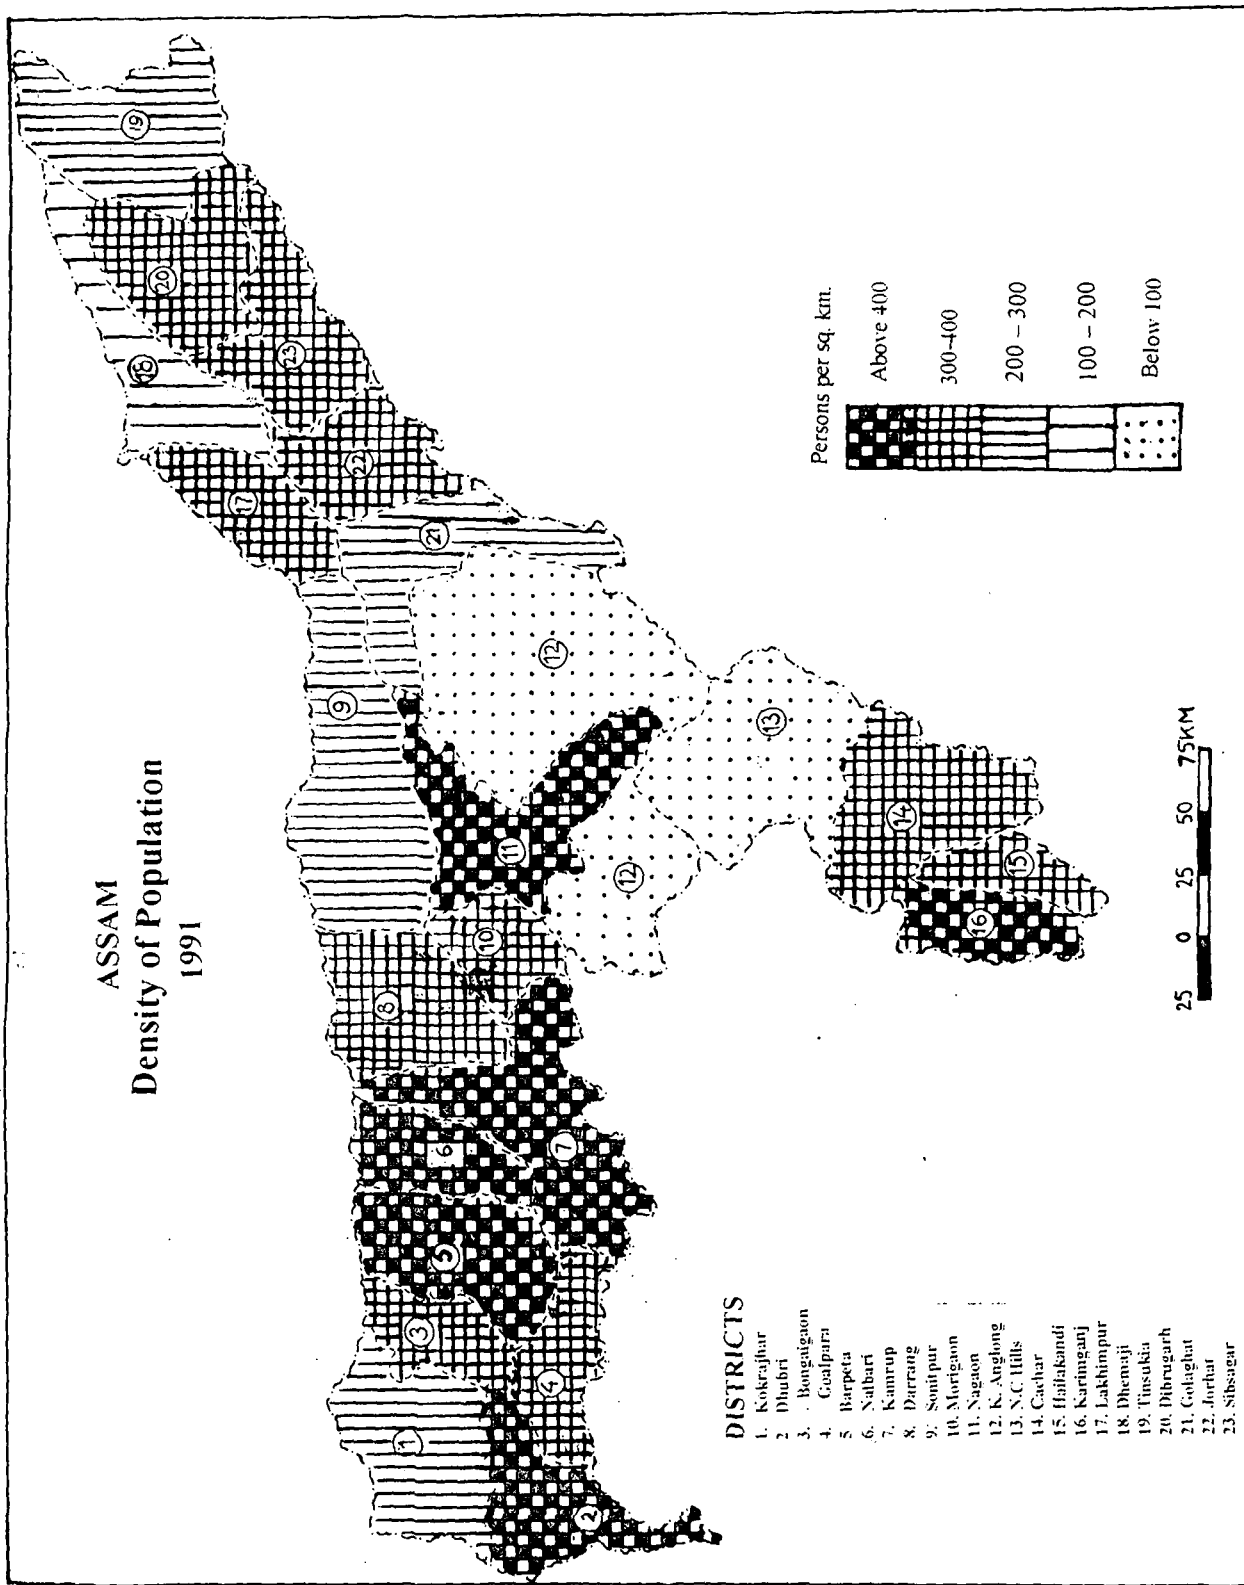 ASSAM
Density of Population
1991
19
20
18
23
22
17
21
9
12
13
11
12
10
8
14
15
16
7
6
5
3
4
1
2
Persons per sq. km.
Above 400
300-400
200 – 300
100 – 200
Below 100
25 0 25 50 75KM
DISTRICTS
1. Kokrajhar
2 Dhubri
3. . Bongaigaon
4. Goalpara
5 Barpeta
6. Nalbari
7. Kamrup
8. Darrang
9. Sonitpur
10. Morigaon
11. Nagaon
12. K. Anglong
13. N.C Hills
14. Cachar
15. Hailakandi
16. Karimganj
17. Lakhimpur
18. Dhemaji
19. Tinsukia
20. Dibrugarh
21. Golaghat
22. Jorhat
23. Sibsagar